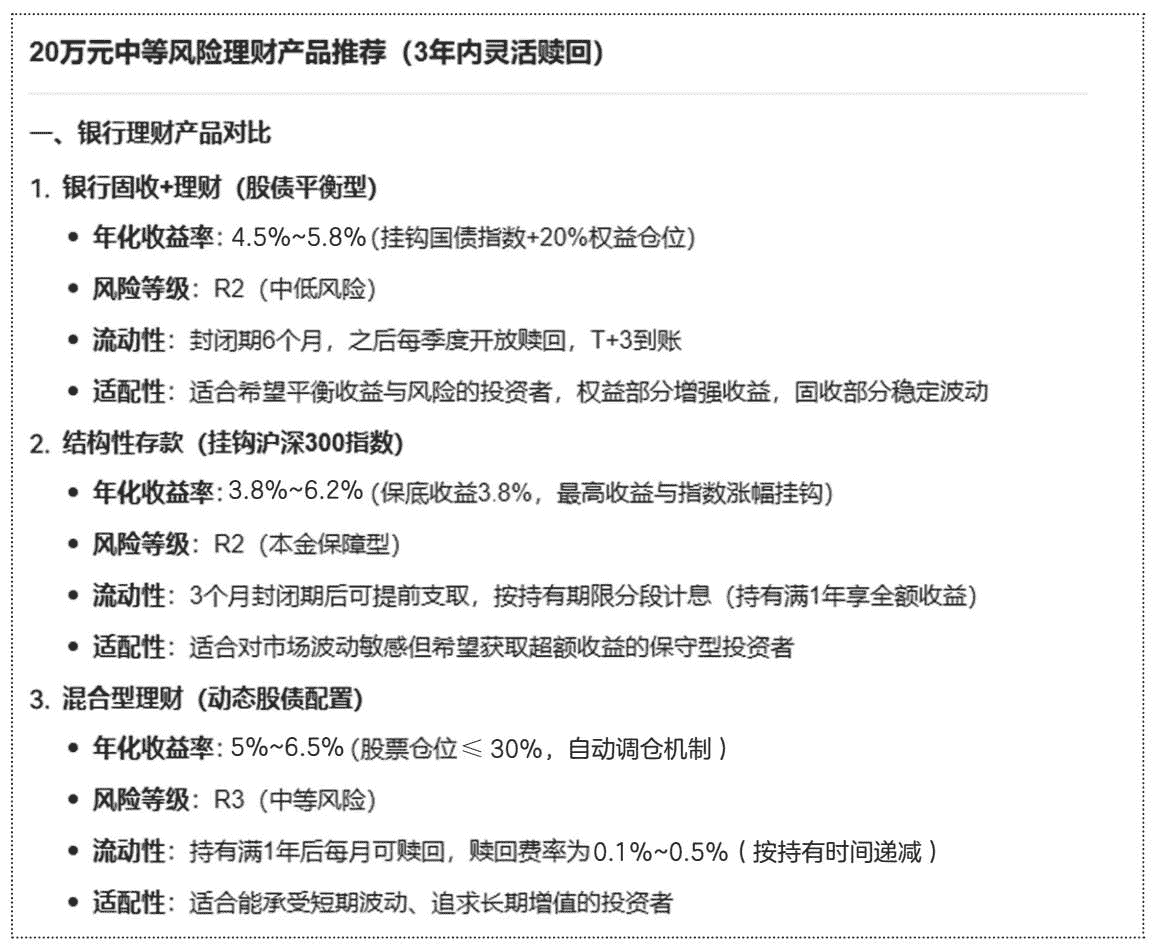 20万元中等风险理财产品推荐（3年内灵活赎回）
一、银行理财产品对比
1. 银行固收+理财（股债平衡型）
• 年化收益率: 4.5%~5.8% (挂钩国债指数+20%权益仓位)
• 风险等级：R2（中低风险）
• 流动性：封闭期6个月，之后每季度开放赎回，T+3到账
• 适配性：适合希望平衡收益与风险的投资者，权益部分增强收益，固收部分稳定波动
2. 结构性存款（挂钩沪深300指数）
• 年化收益率: 3.8%~6.2% (保底收益3.8%，最高收益与指数涨幅挂钩)
• 风险等级：R2（本金保障型）
• 流动性：3个月封闭期后可提前支取，按持有期限分段计息（持有满1年享全额收益）
• 适配性：适合对市场波动敏感但希望获取超额收益的保守型投资者
3. 混合型理财（动态股债配置）
• 年化收益率: 5%~6.5% (股票仓位≤ 30%，自动调仓机制 )
• 风险等级：R3（中等风险）
• 流动性：持有满1年后每月可赎回，赎回费率为 0.1%~0.5% ( 按持有时间递减 )
• 适配性：适合能承受短期波动、追求长期增值的投资者